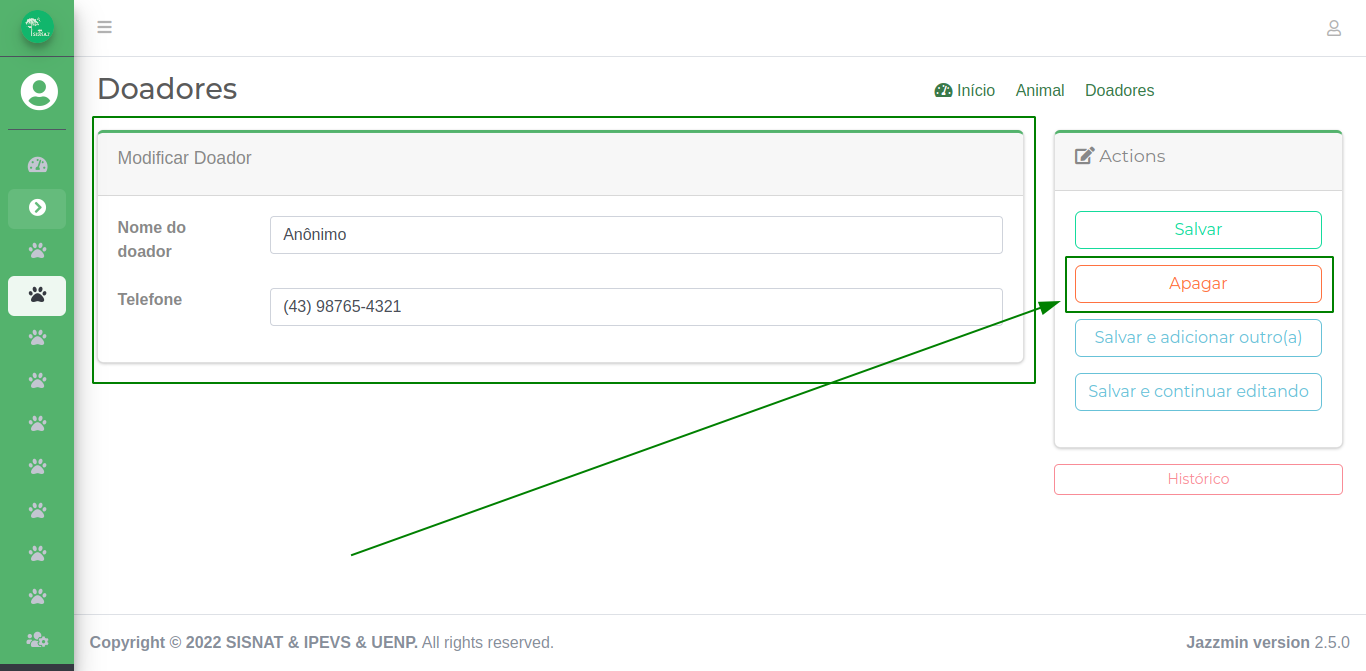 SISNAT
Doadores
Início Animal Doadores
Modificar Doador
Nome do
doador
Anônimo
Telefone
(43) 98765-4321
Actions
Salvar
Apagar
Salvar e adicionar outro(a)
Salvar e continuar editando
Histórico
Copyright © 2022 SISNAT & IPEVS & UENP. All rights reserved.
Jazzmin version 2.5.0